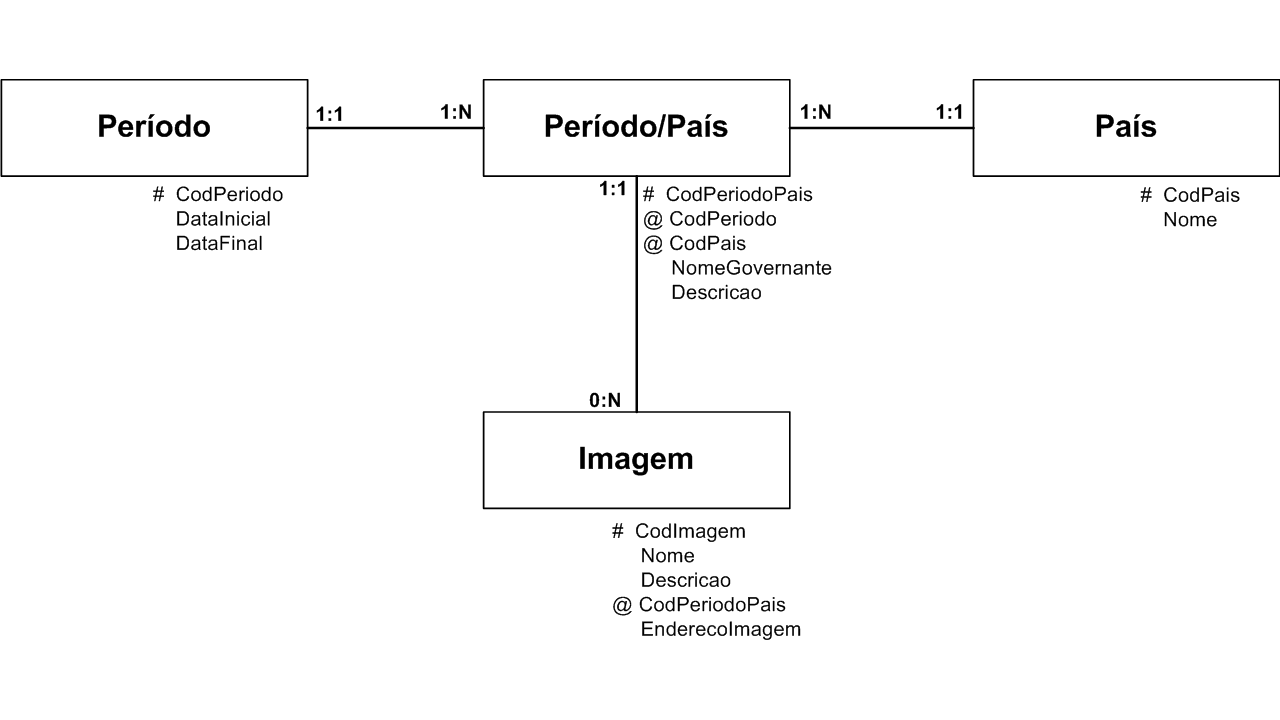 Período
1:1
1:N
Período/País
1:N
1:1
País
# CodPeriodo
DataInicial
DataFinal
1:1
# CodPeriodoPais
@ CodPeriodo
@ CodPais
NomeGovernante
Descricao
# CodPais
Nome
0:N
Imagem
# CodImagem
Nome
Descricao
@ CodPeriodoPais
EnderecoImagem